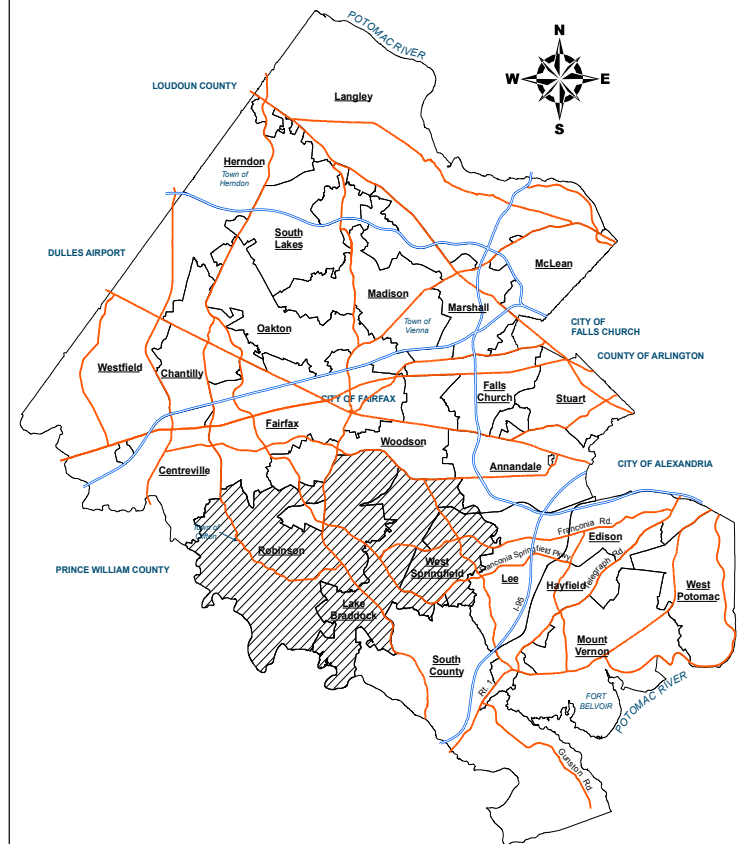 POTOMAC RIVER
N
W
E
S
LOUDOUN COUNTY
Langley
Herndon
Town of
Herndon
South
Lakes
DULLES AIRPORT
McLean
Madison
Marshall
Town of
Vienna
CITY OF
FALLS CHURCH
Oakton
COUNTY OF ARLINGTON
Westfield
Chantilly
Falls
Church
Stuart
CITY OF FAIRFAX
Fairfax
Woodson
Annandale
CITY OF ALEXANDRIA
Centreville
Town of
Clifton
Franconia Rd.
Edison
Robinson
West
Springfield
Franconia Springfield Pkwy
Telegraph Rd
PRINCE WILLIAM COUNTY
Lee
Hayfield
West
Potomac
I-95
Lake
Braddock
Mount
Vernon
South
County
Rt. 1
FORT
BELVOIR
POTOMAC RIVER
Gunston Rd.